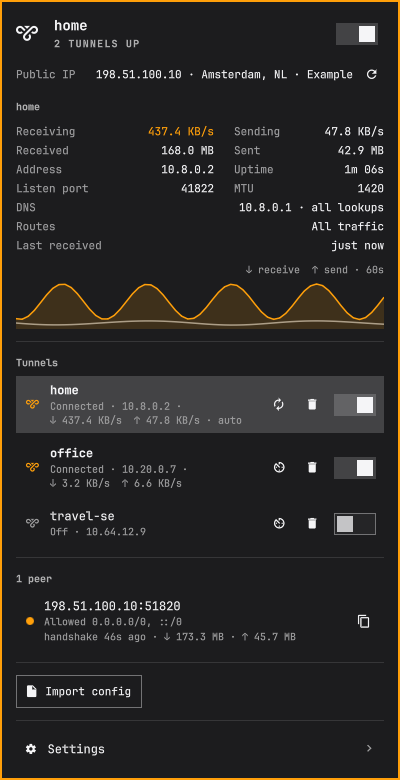 home
2 TUNNELS UP
Public IP 198.51.100.10 · Amsterdam, NL · Example
home
Receiving 437.4 KB/s Sending 47.8 KB/s
Received 168.0 MB Sent 42.9 MB
Address 10.8.0.2 Uptime 1m 06s
Listen port 41822 MTU 1420
DNS 10.8.0.1 · all lookups
Routes All traffic
Last received just now
↓ receive ↑ send · 60s
Tunnels
home
Connected · 10.8.0.2 ·
↓ 437.4 KB/s ↑ 47.8 KB/s · auto
office
Connected · 10.20.0.7 ·
↓ 3.2 KB/s ↑ 6.6 KB/s
travel-se
Off · 10.64.12.9
1 peer
198.51.100.10:51820
Allowed 0.0.0.0/0, ::/0
handshake 46s ago · ↓ 173.3 MB · ↑ 45.7 MB
Import config
Settings